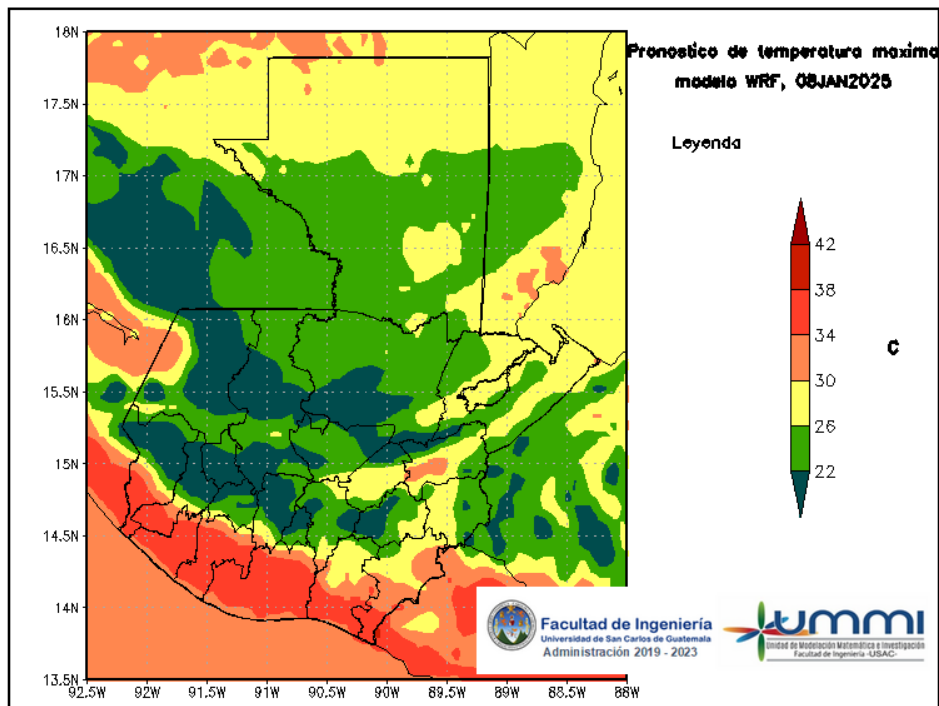 Pronostico de temperatura maxima
modelo WRF, 08JAN2025
Leyenda
42
38
34
30
26
22
C
18N
17.5N
17N
16.5N
16N
15.5N
15N
14.5N
14N
13.5N
92.5W 92W 91.5W 91W 90.5W 90W 89.5W 89W 88.5W 88W
Facultad de Ingeniería
Universidad de San Carlos de Guatemala
Administración 2019 - 2023
UMMI
Unidad de Modelación Matemática e Investigación
Facultad de Ingeniería -USAC-